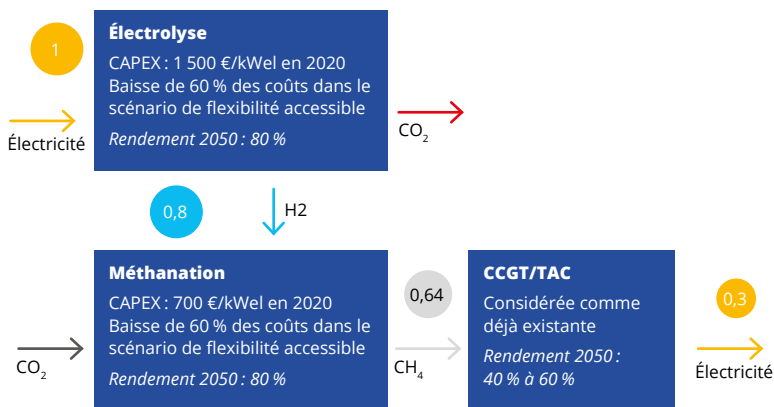 1
Électricité
Électrolyse
CAPEX : 1 500 €/kWel en 2020
Baisse de 60 % des coûts dans le
scénario de flexibilité accessible
Rendement 2050 : 80 %
CO₂
0,8
H2
CO₂
Méthanation
CAPEX : 700 €/kWel en 2020
Baisse de 60 % des coûts dans le
scénario de flexibilité accessible
Rendement 2050 : 80 %
0,64
CH₄
CCGT/TAC
Considérée comme
déjà existante
Rendement 2050 :
40 % à 60 %
0,3
Électricité